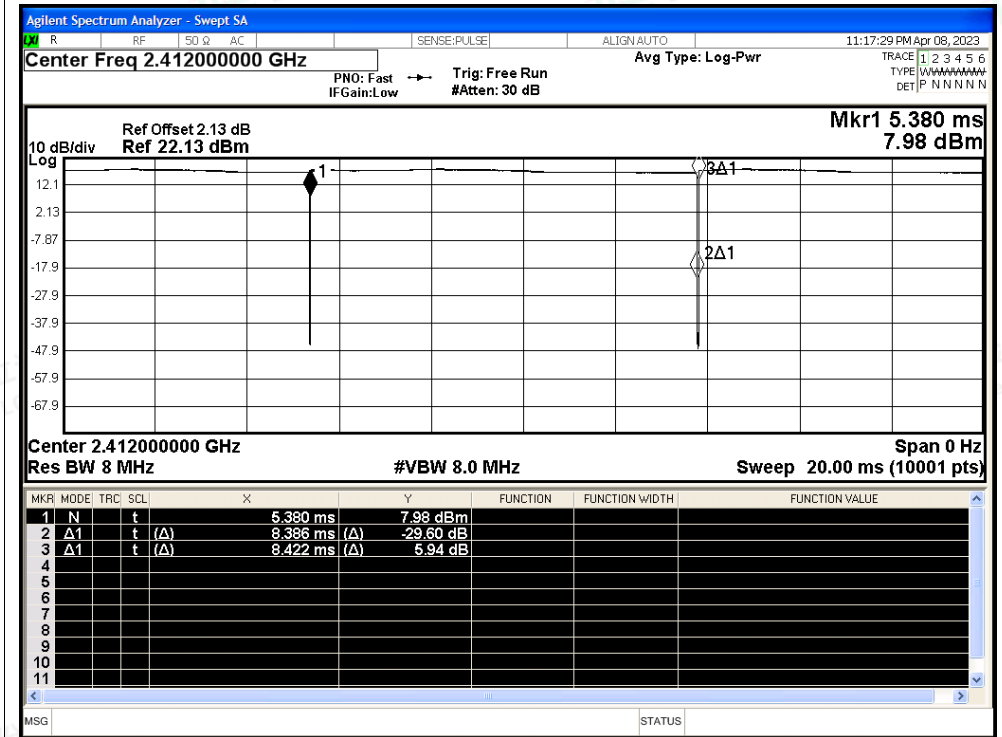 Agilent Spectrum Analyzer - Swept SA
LXI R RF 50 Ω AC SENSE:PULSE ALIGN AUTO 11:17:29 PM Apr 08, 2023
Center Freq 2.412000000 GHz
PNO: Fast
IFGain:Low
Trig: Free Run
#Atten: 30 dB
Avg Type: Log-Pwr
TRACE 1 2 3 4 5 6
TYPE W
DET P N N N N N
Mkr1 5.380 ms
7.98 dBm
Ref Offset 2.13 dB
10 dB/div Ref 22.13 dBm
Log
1
3Δ1
12.1
2.13
-7.87
2Δ1
-17.9
-27.9
-37.9
-47.9
-57.9
-67.9
Center 2.412000000 GHz Span 0 Hz
Res BW 8 MHz #VBW 8.0 MHz Sweep 20.00 ms (10001 pts)
MKR MODE TRC SCL X Y FUNCTION FUNCTION WIDTH FUNCTION VALUE
1 N t 5.380 ms 7.98 dBm
2 Δ1 t (Δ) 8.386 ms (Δ) -29.60 dB
3 Δ1 t (Δ) 8.422 ms (Δ) 5.94 dB
4
5
6
7
8
9
10
11
MSG STATUS